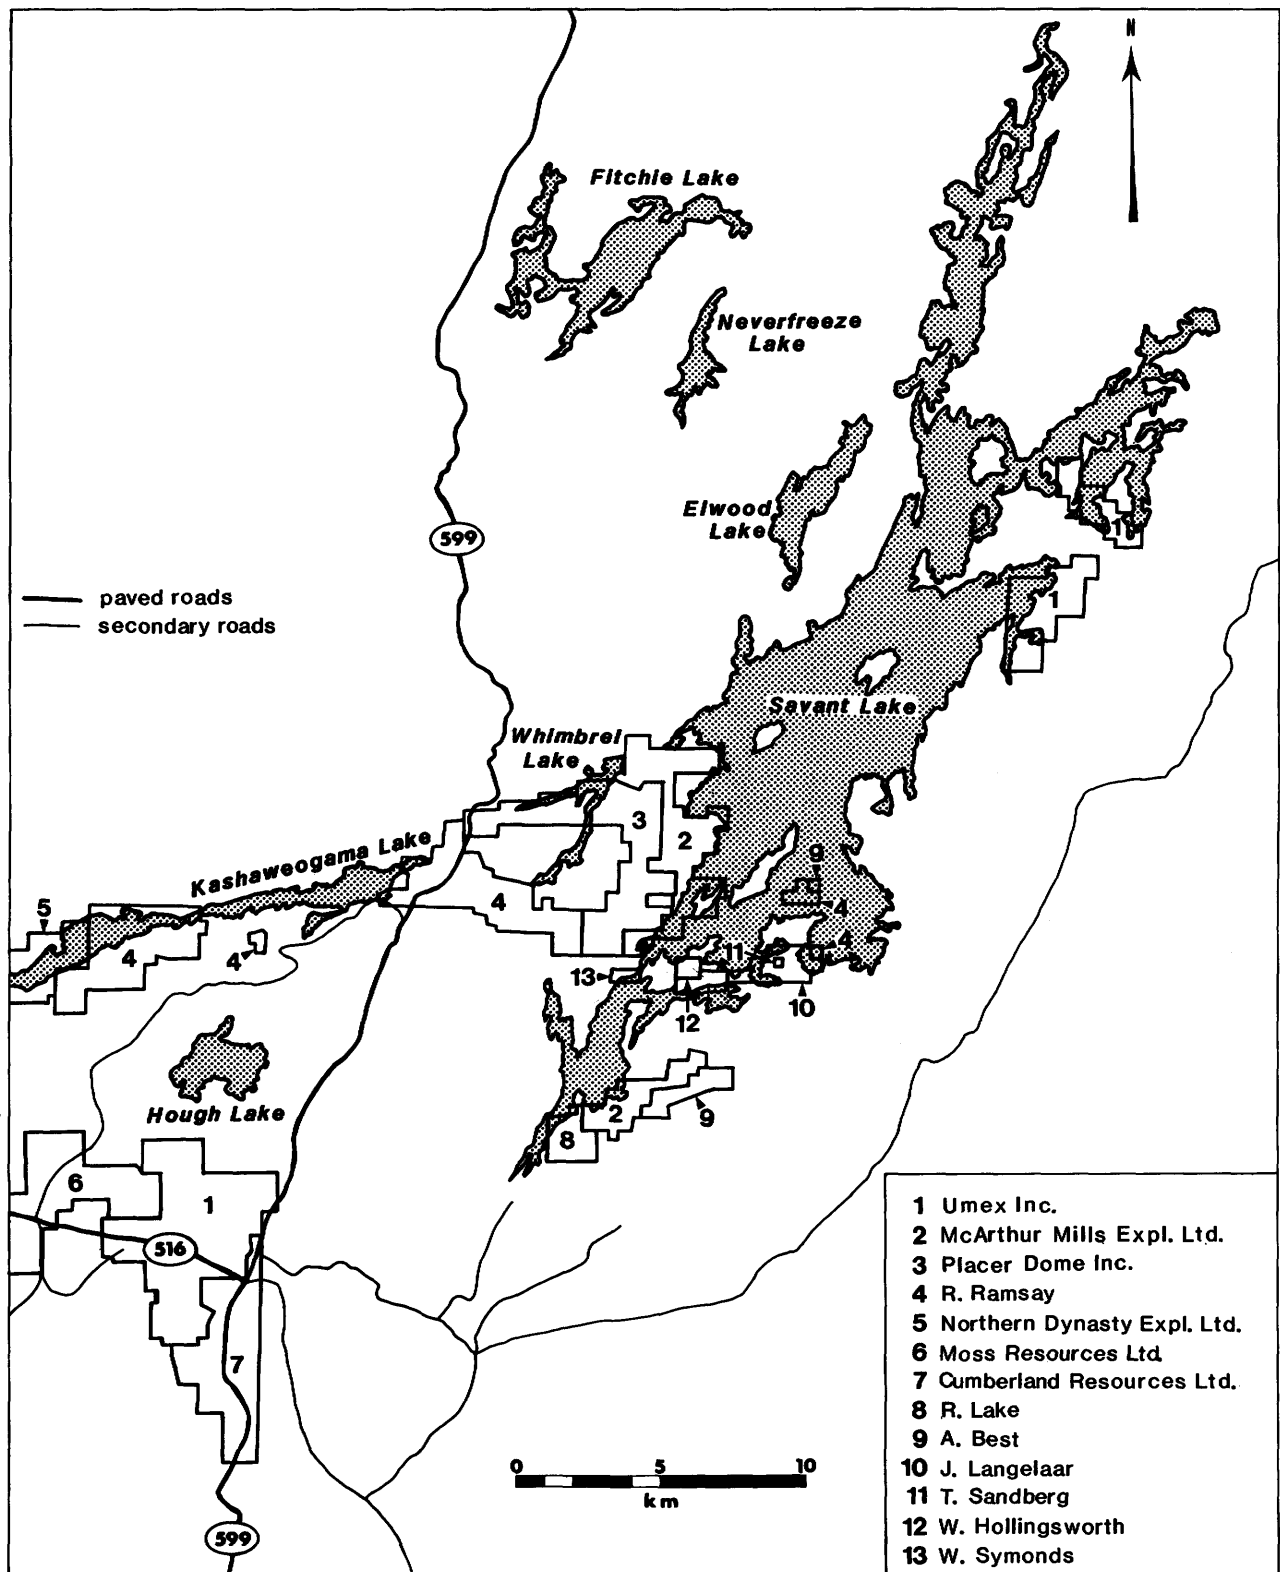 N
Fitchie Lake
Neverfreeze
Lake
Elwood
Lake
599
1
paved roads
secondary roads
1
Savant Lake
Whimbrel
Lake
3
2
Kashaweogama Lake
9
4
4
5
4
4
4
11
13
12
10
Hough Lake
2
9
8
6
1
516
7
0 5 10
km
599
1 Umex Inc.
2 McArthur Mills Expl. Ltd.
3 Placer Dome Inc.
4 R. Ramsay
5 Northern Dynasty Expl. Ltd.
6 Moss Resources Ltd.
7 Cumberland Resources Ltd.
8 R. Lake
9 A. Best
10 J. Langelaar
11 T. Sandberg
12 W. Hollingsworth
13 W. Symonds